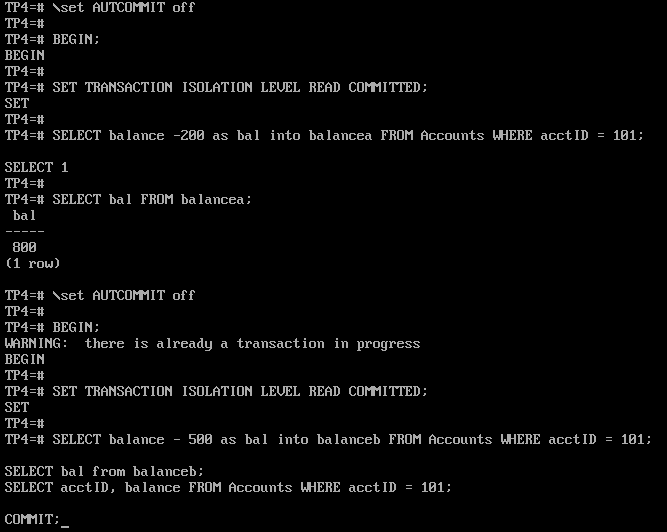 TP4=# \set AUTCOMMIT off
TP4=#
TP4=# BEGIN;
BEGIN
TP4=#
TP4=# SET TRANSACTION ISOLATION LEVEL READ COMMITTED;
SET
TP4=#
TP4=# SELECT balance -200 as bal into balancea FROM Accounts WHERE acctID = 101;

SELECT 1
TP4=#
TP4=# SELECT bal FROM balancea;
 bal
-----
 800
(1 row)

TP4=# \set AUTCOMMIT off
TP4=#
TP4=# BEGIN;
WARNING:  there is already a transaction in progress
BEGIN
TP4=#
TP4=# SET TRANSACTION ISOLATION LEVEL READ COMMITTED;
SET
TP4=#
TP4=# SELECT balance - 500 as bal into balanceb FROM Accounts WHERE acctID = 101;

SELECT bal from balanceb;
SELECT acctID, balance FROM Accounts WHERE acctID = 101;

COMMIT;_